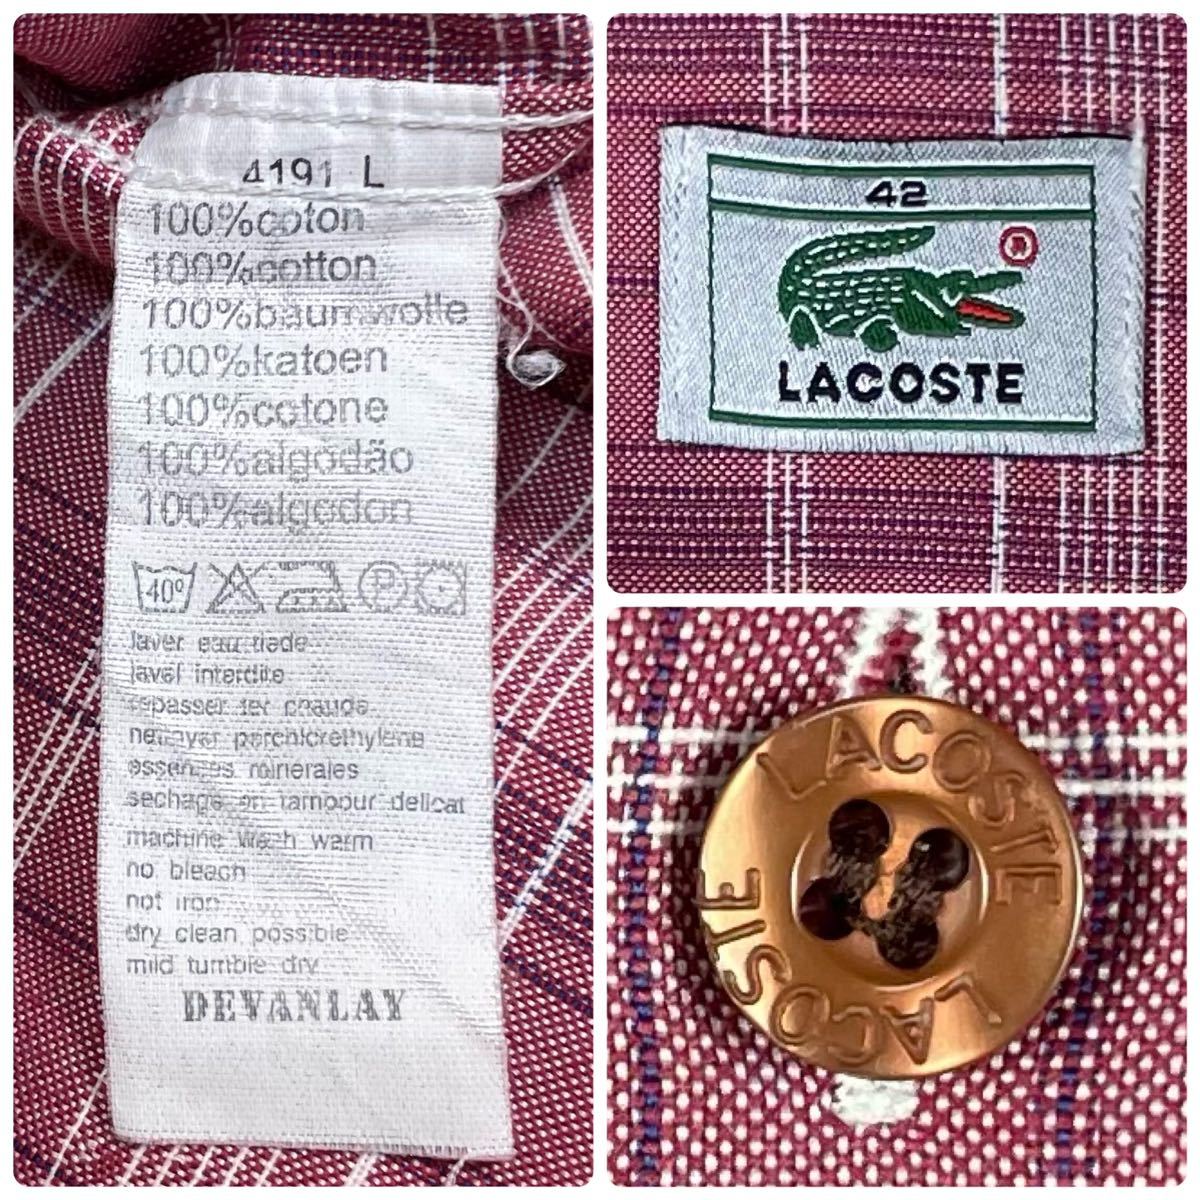 4191 L
100%coton
100%cotton
100%baumwolle
100%katoen
100%cotone
100%algodão
100%algodon
40°
P
laver eau tiede
javel interdite
repasser fer chaude
nettoyer perchlorethylene
essences minerales
sechage en tamopur delicat
machine wash warm
no bleach
not iron
dry clean possible
mild tumble dry
DEVANLAY
42
®
LACOSTE
LACOSTE
LACOSTE